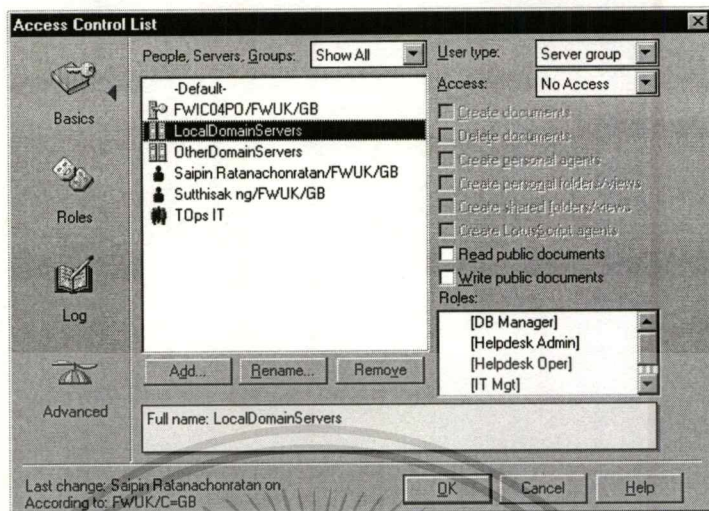 Access Control List
Basics
Roles
Log
Advanced
People, Servers, Groups: Show All
-Default-
FWIC04PO/FWUK/GB
LocalDomainServers
OtherDomainServers
Saipin Ratanachonratan/FWUK/GB
Sutthisak ng/FWUK/GB
TOps IT
Add... Rename... Remove
User type: Server group
Access: No Access
Create documents
Delete documents
Create personal agents
Create personal folders/views
Create shared folders/views
Create LotusScript agents
Read public documents
Write public documents
Roles:
[DB Manager]
[Helpdesk Admin]
[Helpdesk Oper]
[IT Mgt]
Full name: LocalDomainServers
Last change: Saipin Ratanachonratan on
According to: FWUK/C=GB
OK Cancel Help